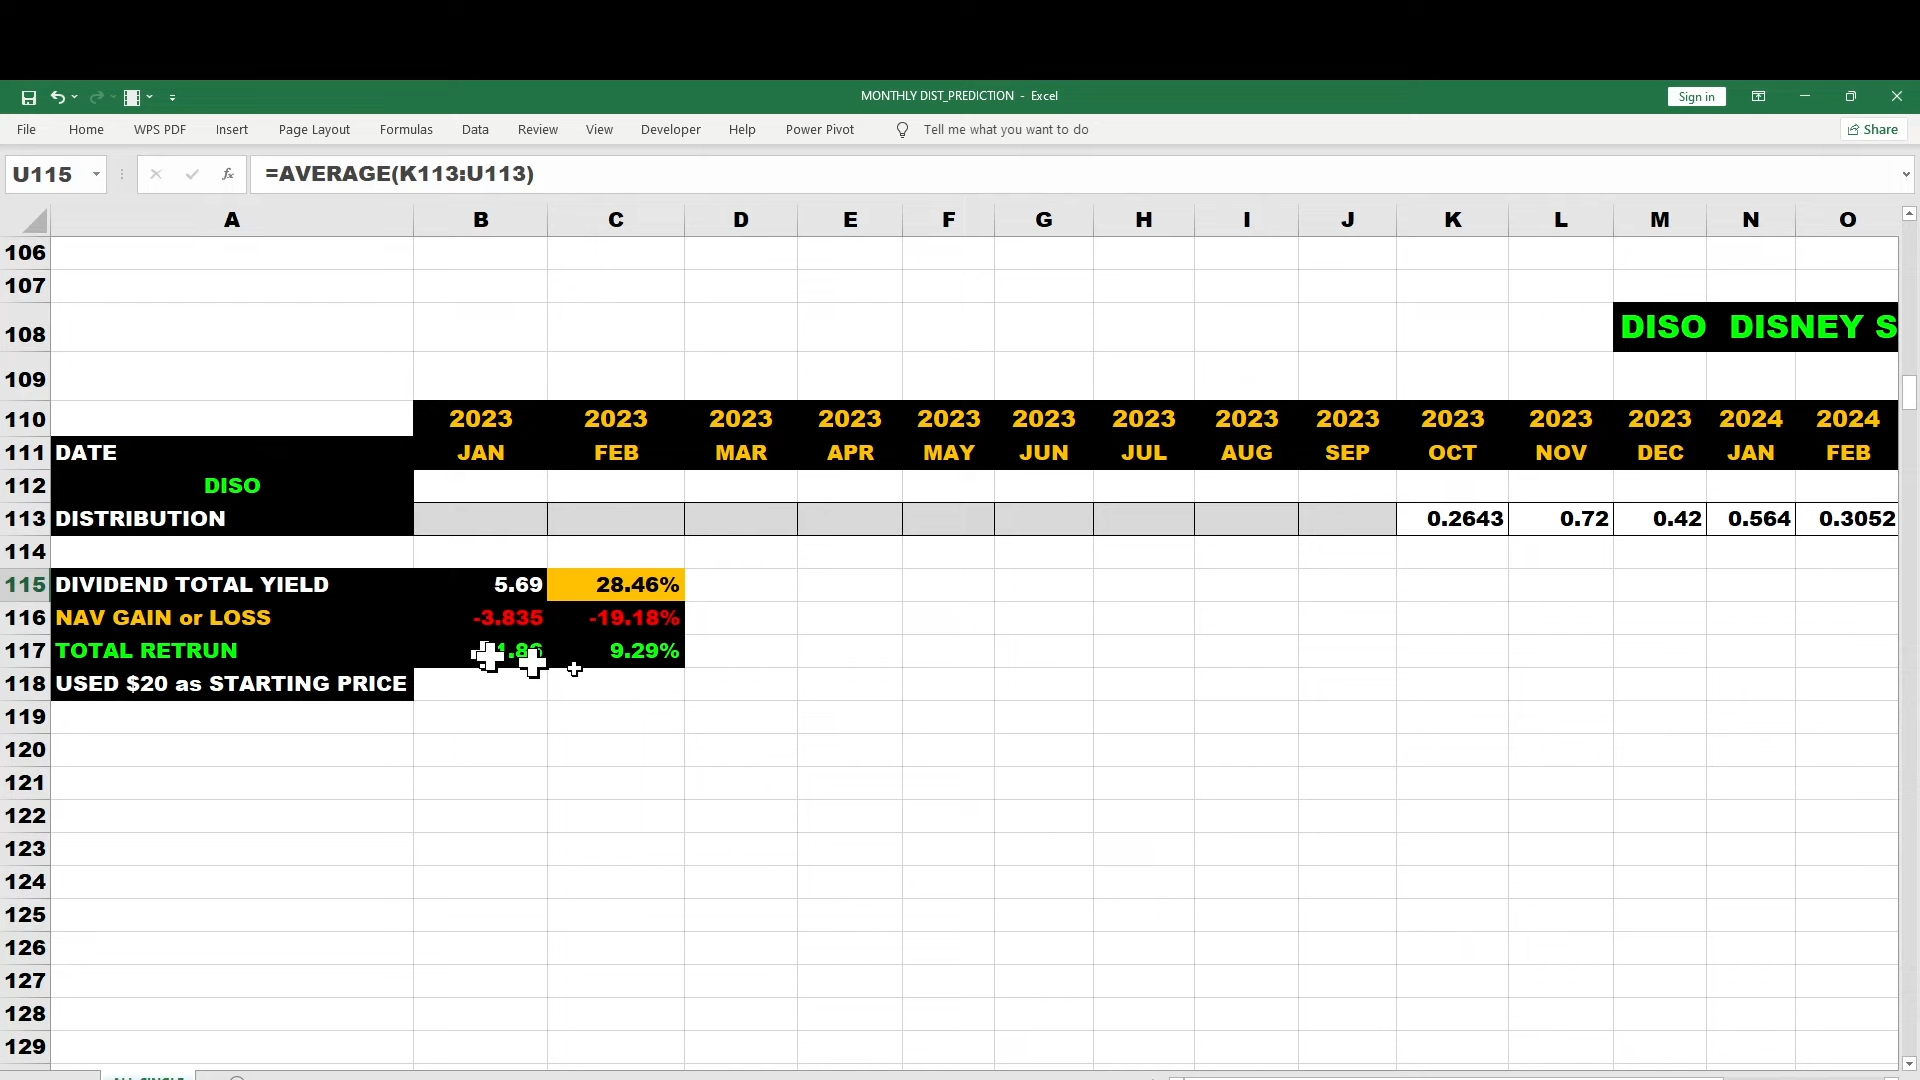 MONTHLY DIST_PREDICTION - Excel
Sign in
File Home WPS PDF Insert Page Layout Formulas Data Review View Developer Help Power Pivot Tell me what you want to do Share
U115 fx =AVERAGE(K113:U113)
A B C D E F G H I J K L M N O
106
107
108 DISO DISNEY S
109
110 2023 2023 2023 2023 2023 2023 2023 2023 2023 2023 2023 2023 2024 2024
111 DATE JAN FEB MAR APR MAY JUN JUL AUG SEP OCT NOV DEC JAN FEB
112 DISO
113 DISTRIBUTION 0.2643 0.72 0.42 0.564 0.3052
114
115 DIVIDEND TOTAL YIELD 5.69 28.46%
116 NAV GAIN or LOSS -3.835 -19.18%
117 TOTAL RETRUN 9.29%
118 USED $20 as STARTING PRICE
119
120
121
122
123
124
125
126
127
128
129